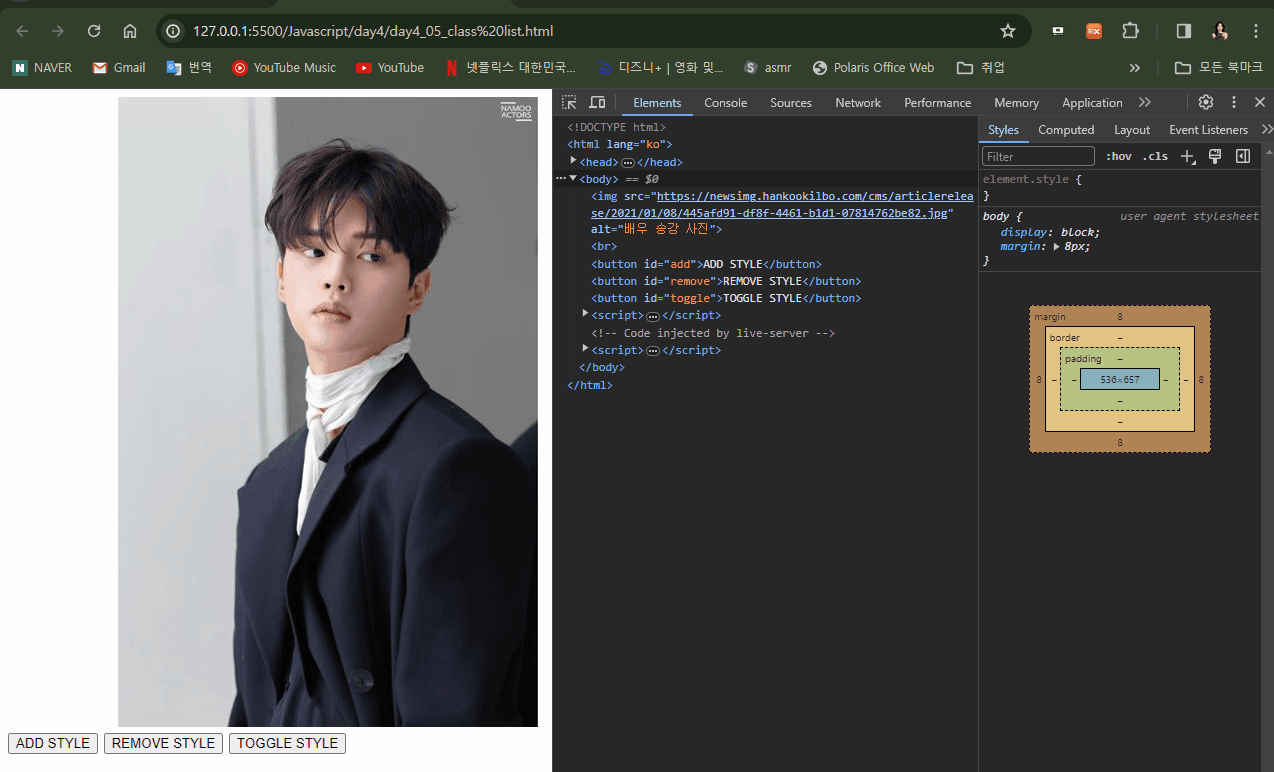 127.0.0.1:5500/Javascript/day4/day4_05_class%20list.html
NAVER Gmail 번역 YouTube Music YouTube 넷플릭스 대한민국... 디즈니+ | 영화 및... asmr Polaris Office Web 취업 » 모든 북마크
NAMOO
ACTORS
ADD STYLE REMOVE STYLE TOGGLE STYLE
Elements Console Sources Network Performance Memory Application »
<!DOCTYPE html>
<html lang="ko">
<head> ⋯ </head>
⋯ <body> == $0
<img src="https://newsimg.hankookilbo.com/cms/articlerelea
se/2021/01/08/445afd91-df8f-4461-b1d1-07814762be82.jpg"
alt="배우 송강 사진">
<br>
<button id="add">ADD STYLE</button>
<button id="remove">REMOVE STYLE</button>
<button id="toggle">TOGGLE STYLE</button>
<script> ⋯ </script>
<!-- Code injected by live-server -->
<script> ⋯ </script>
</body>
</html>
Styles Computed Layout Event Listeners »
Filter :hov .cls
element.style {
}
body { user agent stylesheet
display: block;
margin: 8px;
}
margin 8
border –
padding –
8 – – 536×657 – – 8
–
–
8